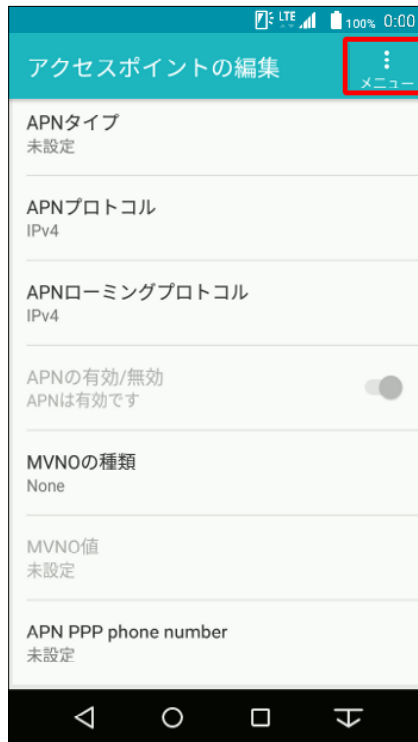 LTE 100% 0:00
アクセスポイントの編集
メニュー
APNタイプ
未設定
APNプロトコル
IPv4
APNローミングプロトコル
IPv4
APNの有効/無効
APNは有効です
MVNOの種類
None
MVNO値
未設定
APN PPP phone number
未設定